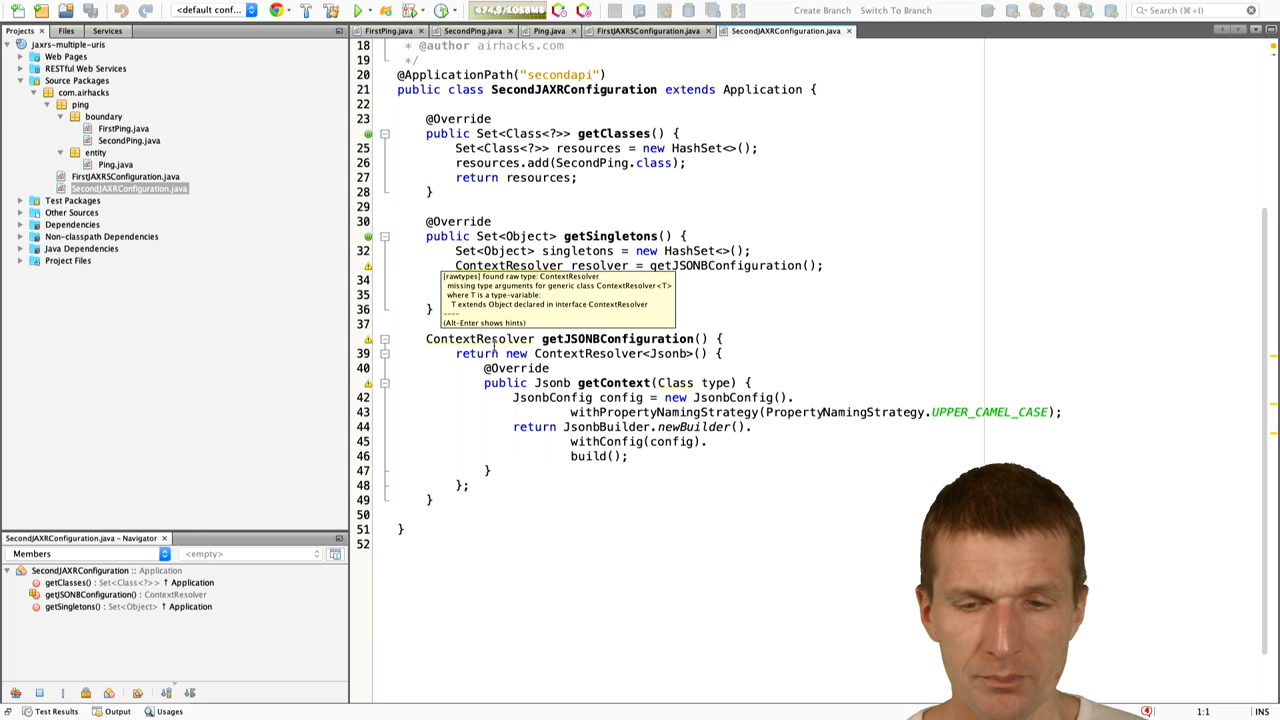 <default conf...
474,9/1058MB
Create Branch
Switch To Branch
Search (⌘+I)
Projects
Files
Services
FirstPing.java
SecondPing.java
Ping.java
FirstJAXRSConfiguration.java
SecondJAXRConfiguration.java
jaxrs-multiple-uris
Web Pages
RESTful Web Services
Source Packages
com.airhacks
ping
boundary
FirstPing.java
SecondPing.java
entity
Ping.java
FirstJAXRSConfiguration.java
SecondJAXRConfiguration.java
Test Packages
Other Sources
Dependencies
Non-classpath Dependencies
Java Dependencies
Project Files
18 * @author airhacks.com
19 */
20 @ApplicationPath("secondapi")
21 public class SecondJAXRConfiguration extends Application {
22
23 @Override
public Set<Class<?>> getClasses() {
25 Set<Class<?>> resources = new HashSet<>();
26 resources.add(SecondPing.class);
27 return resources;
28 }
29
30 @Override
public Set<Object> getSingletons() {
32 Set<Object> singletons = new HashSet<>();
ContextResolver resolver = getJSONBConfiguration();
[rawtypes] found raw type: ContextResolver
missing type arguments for generic class ContextResolver<T>
where T is a type-variable:
T extends Object declared in interface ContextResolver
----
(Alt-Enter shows hints)
34
35
36 }
37
ContextResolver getJSONBConfiguration() {
39 return new ContextResolver<Jsonb>() {
40 @Override
public Jsonb getContext(Class type) {
42 JsonbConfig config = new JsonbConfig().
43 withPropertyNamingStrategy(PropertyNamingStrategy.UPPER_CAMEL_CASE);
44 return JsonbBuilder.newBuilder().
45 withConfig(config).
46 build();
47 }
48 };
49 }
50
51 }
52
SecondJAXRConfiguration.java - Navigator
Members
<empty>
SecondJAXRConfiguration :: Application
getClasses() : Set<Class<?>> ↑ Application
getJSONBConfiguration() : ContextResolver
getSingletons() : Set<Object> ↑ Application
Test Results
Output
Usages
4
1:1
INS